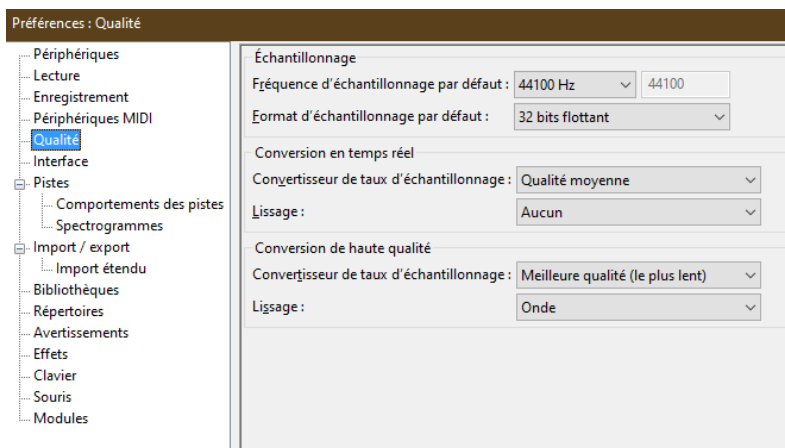 Préférences : Qualité
Périphériques
Lecture
Enregistrement
Périphériques MIDI
Qualité
Interface
Pistes
Comportements des pistes
Spectrogrammes
Import / export
Import étendu
Bibliothèques
Répertoires
Avertissements
Effets
Clavier
Souris
Modules
Échantillonnage
Fréquence d'échantillonnage par défaut : 44100 Hz 44100
Format d'échantillonnage par défaut : 32 bits flottant
Conversion en temps réel
Convertisseur de taux d'échantillonnage : Qualité moyenne
Lissage : Aucun
Conversion de haute qualité
Convertisseur de taux d'échantillonnage : Meilleure qualité (le plus lent)
Lissage : Onde